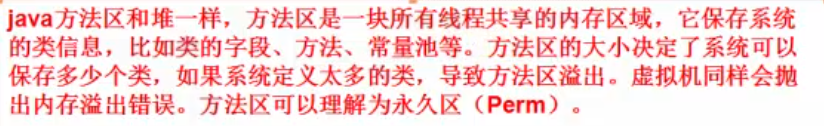 java方法区和堆一样，方法区是一块所有线程共享的内存区域，它保存系统
的类信息，比如类的字段、方法、常量池等。方法区的大小决定了系统可以
保存多少个类，如果系统定义太多的类，导致方法区溢出。虚拟机同样会抛
出内存溢出错误。方法区可以理解为永久区（Perm）。